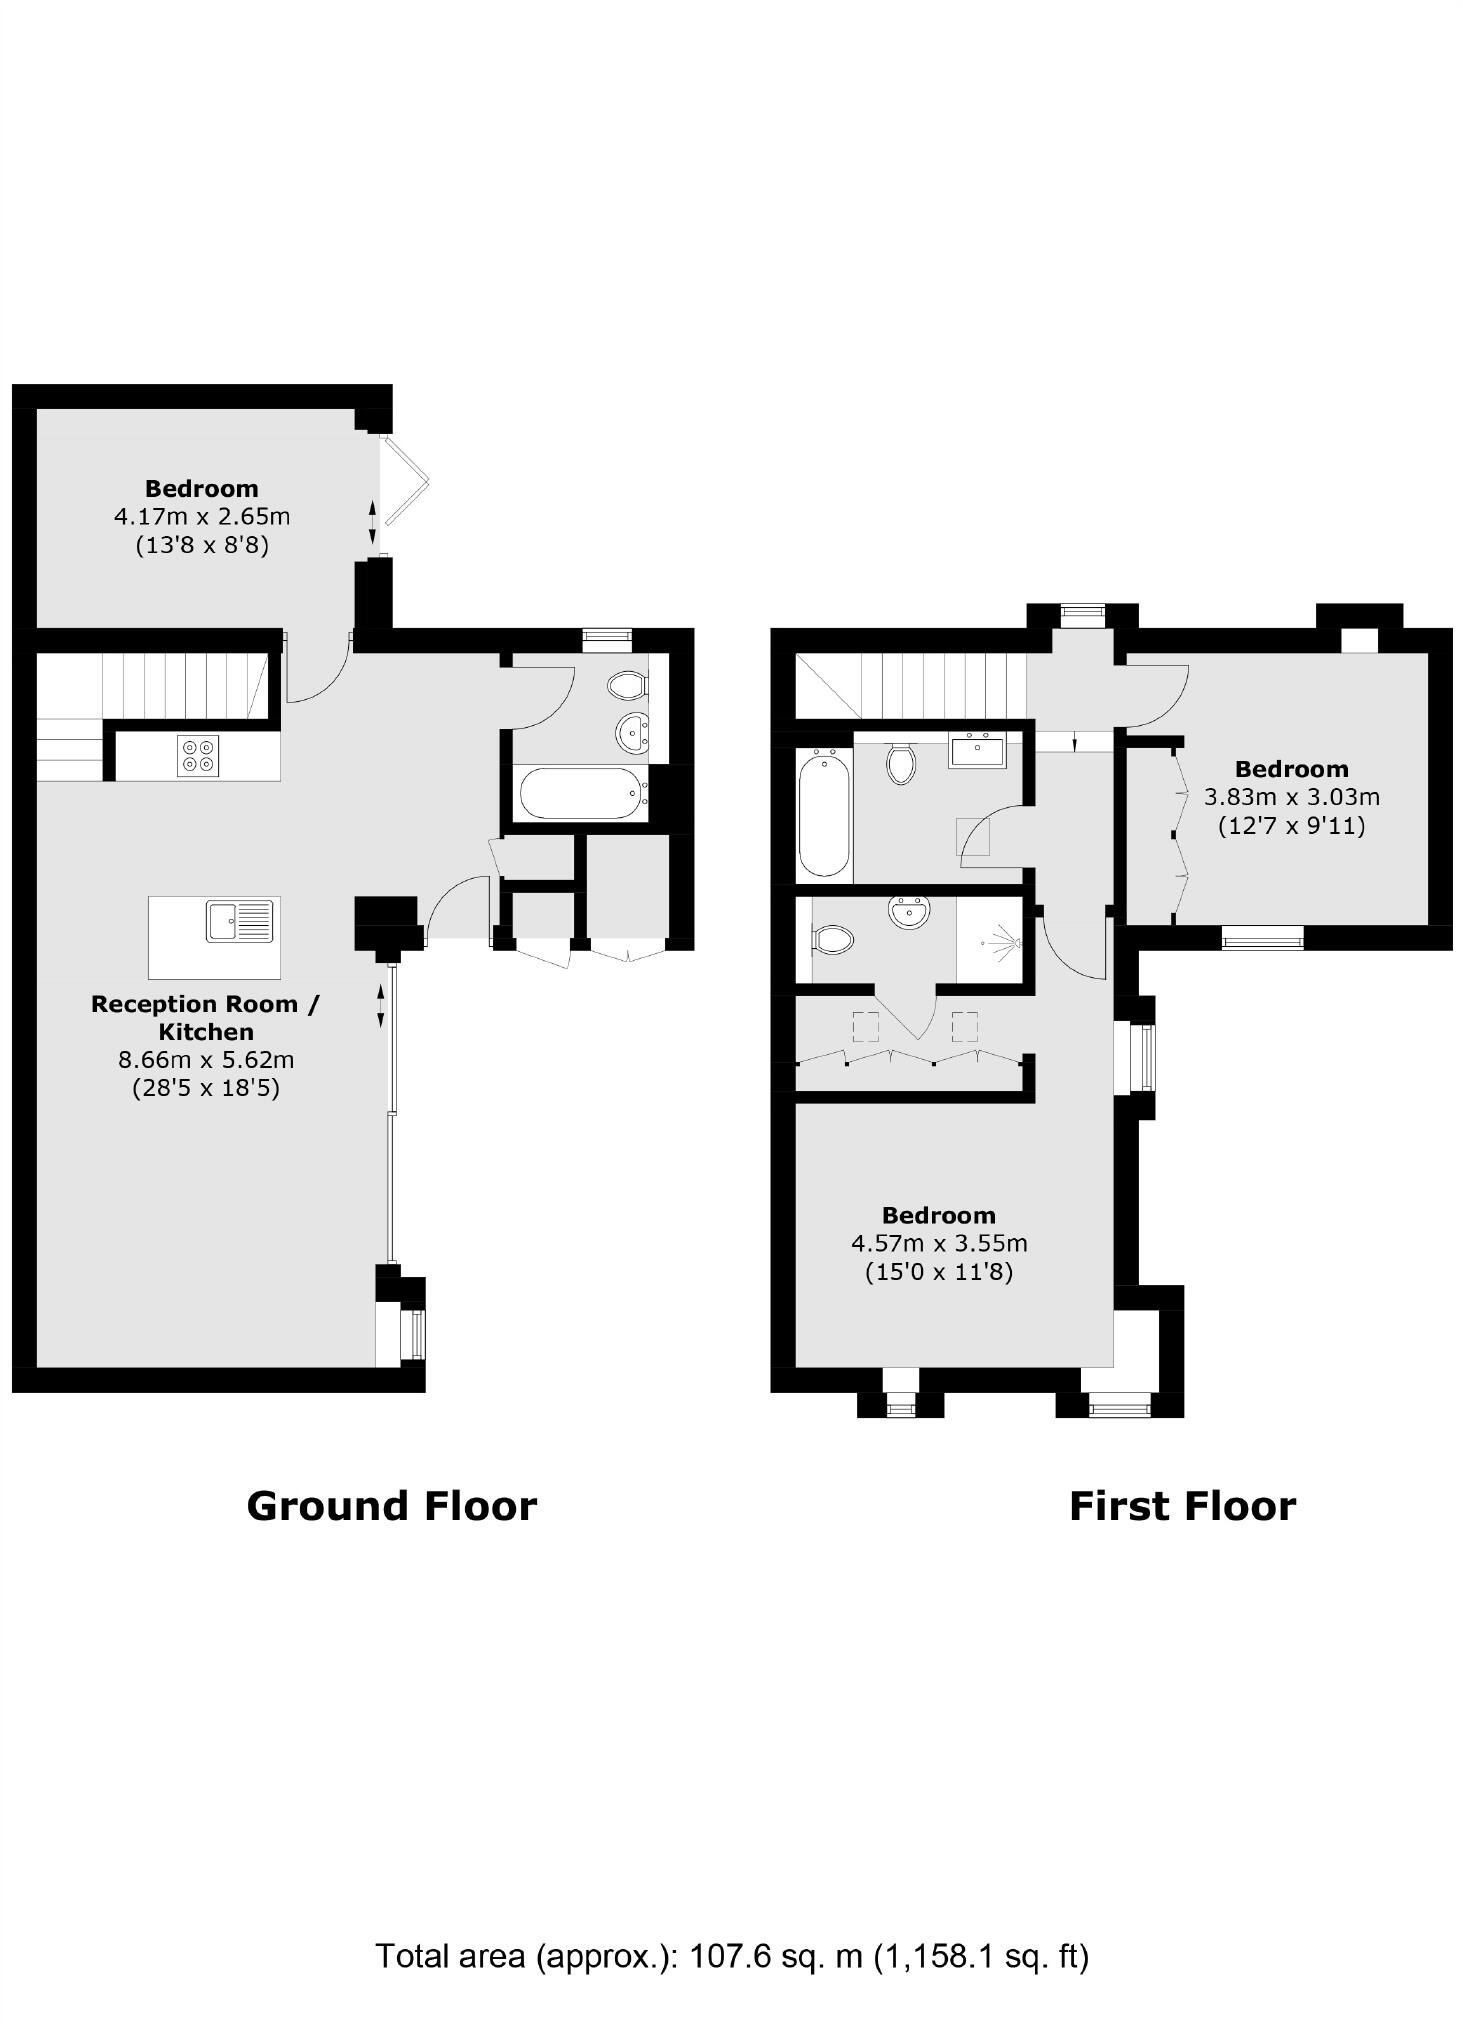 Bedroom
4.17m x 2.65m
(13'8 x 8'8)
Reception Room /
Kitchen
8.66m x 5.62m
(28'5 x 18'5)
Bedroom
3.83m x 3.03m
(12'7 x 9'11)
Bedroom
4.57m x 3.55m
(15'0 x 11'8)
Ground Floor
First Floor
Total area (approx.): 107.6 sq. m (1,158.1 sq. ft)